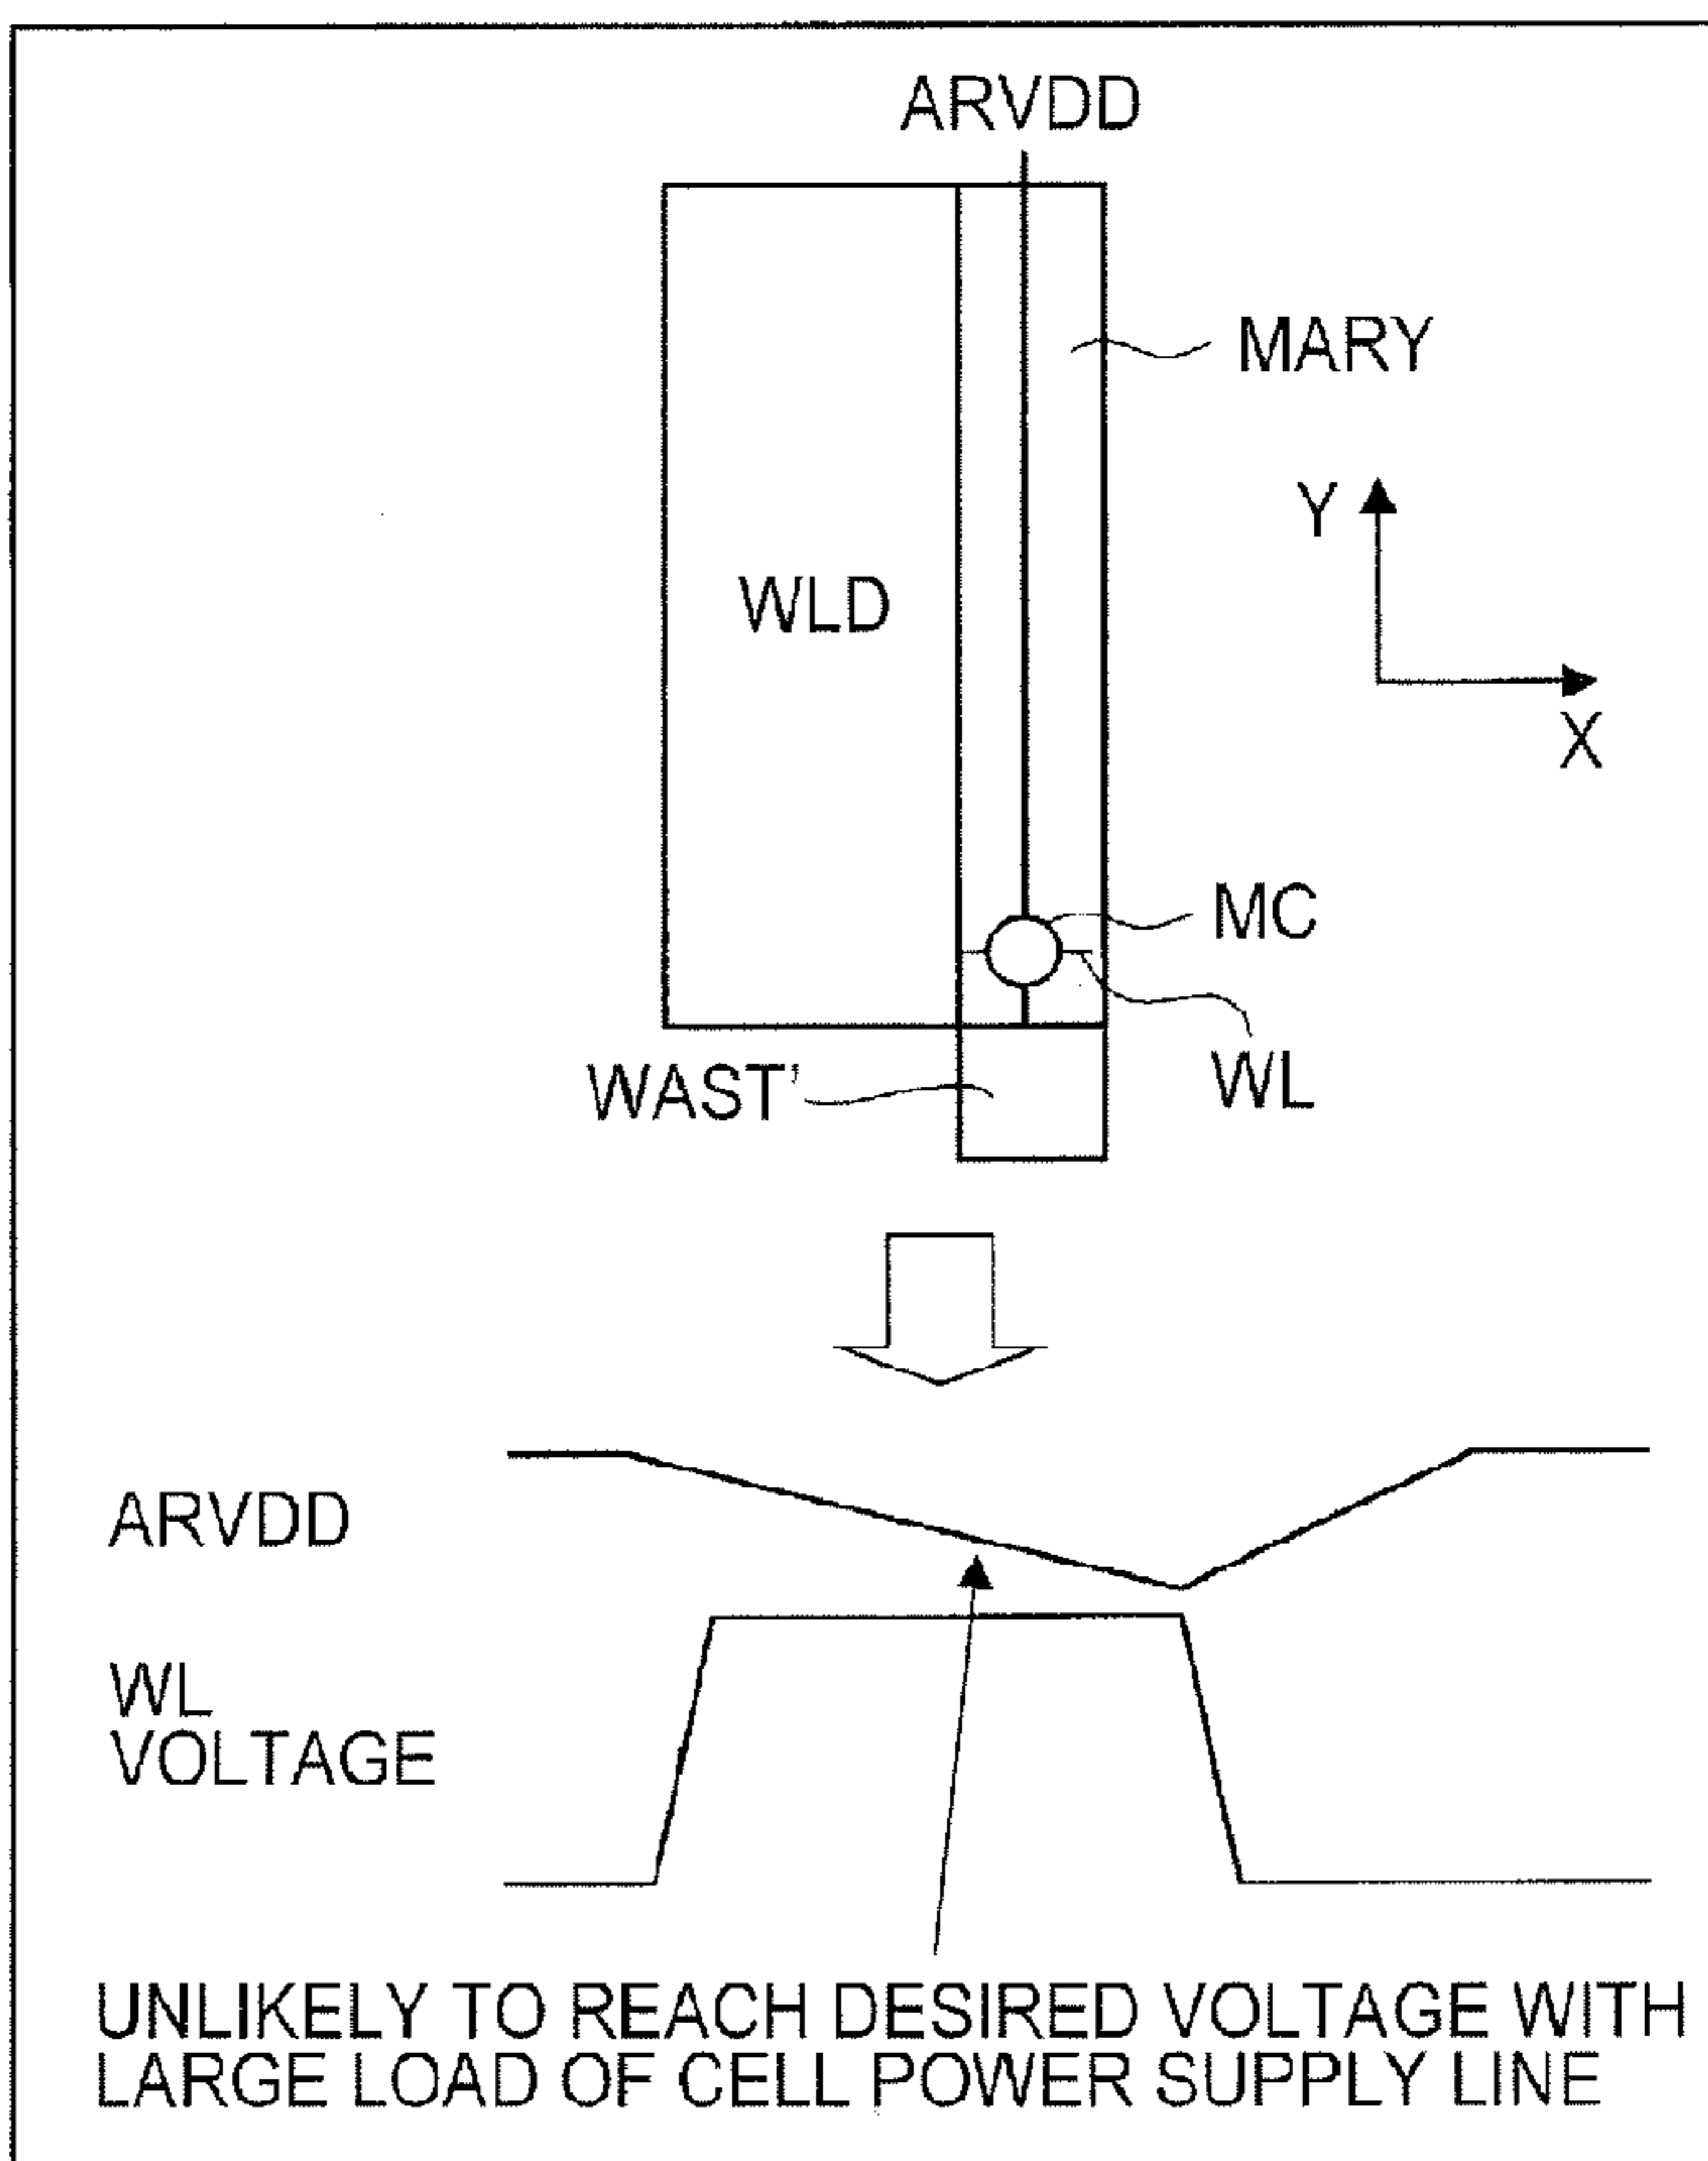 ARVDD
MARY
Y
X
WLD
MC
WL
WAST'
ARVDD
WL
VOLTAGE
UNLIKELY TO REACH DESIRED VOLTAGE WITH
LARGE LOAD OF CELL POWER SUPPLY LINE